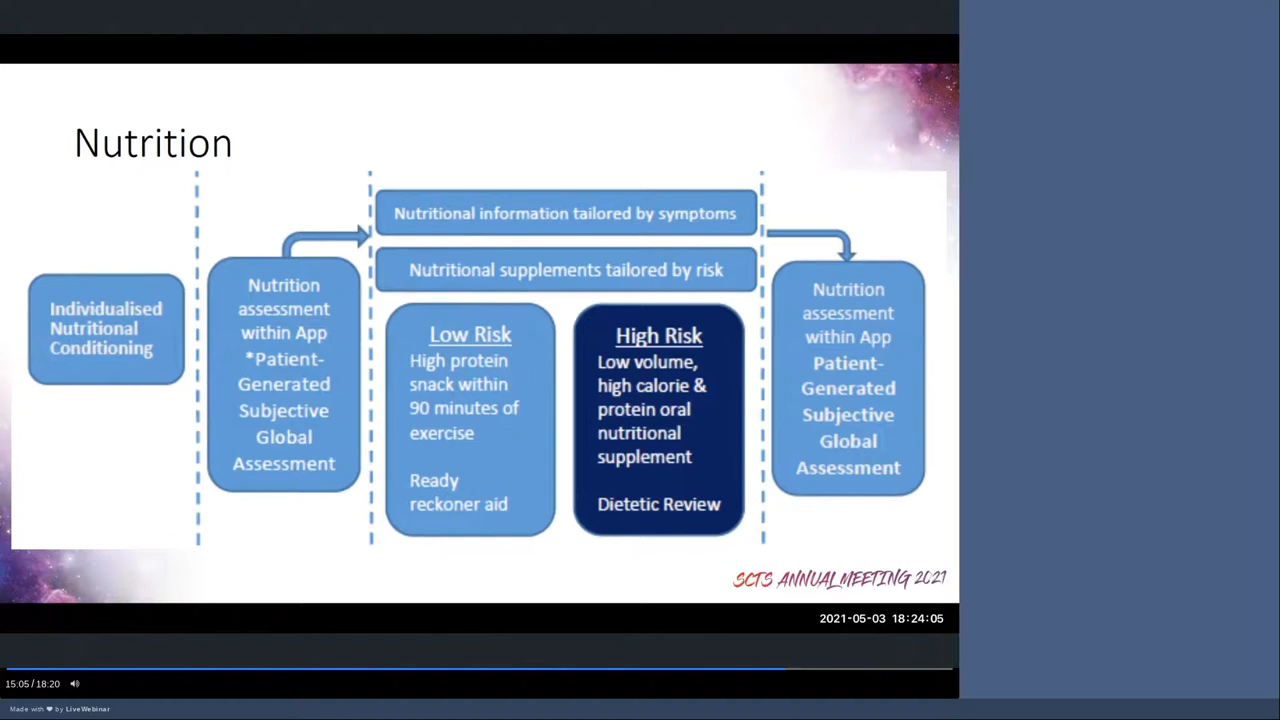 Nutrition
Individualised
Nutritional
Conditioning
Nutrition
assessment
within App
*Patient-
Generated
Subjective
Global
Assessment
Nutritional information tailored by symptoms
Nutritional supplements tailored by risk
Low Risk
High protein
snack within
90 minutes of
exercise
Ready
reckoner aid
High Risk
Low volume,
high calorie &
protein oral
nutritional
supplement
Dietetic Review
Nutrition
assessment
within App
Patient-
Generated
Subjective
Global
Assessment
SCTS ANNUAL MEETING 2021
2021-05-03 18:24:05
15:05/18:20
Made with ❤ by LiveWebinar